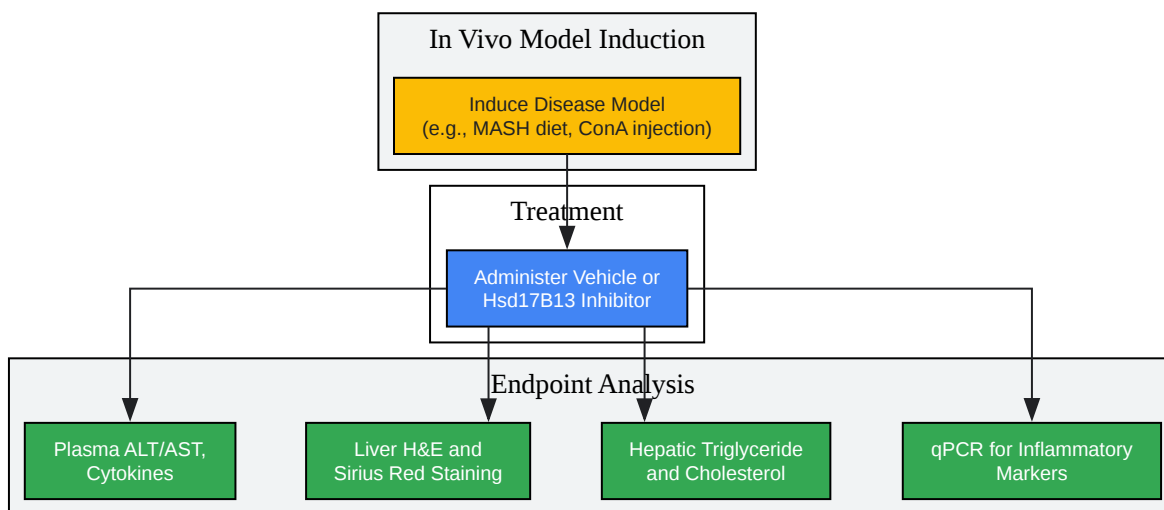 In Vivo Model Induction
Induce Disease Model
(e.g., MASH diet, ConA injection)
Treatment
Administer Vehicle or
Hsd17B13 Inhibitor
Endpoint Analysis
Plasma ALT/AST,
Cytokines
Liver H&E and
Sirius Red Staining
Hepatic Triglyceride
and Cholesterol
qPCR for Inflammatory
Markers